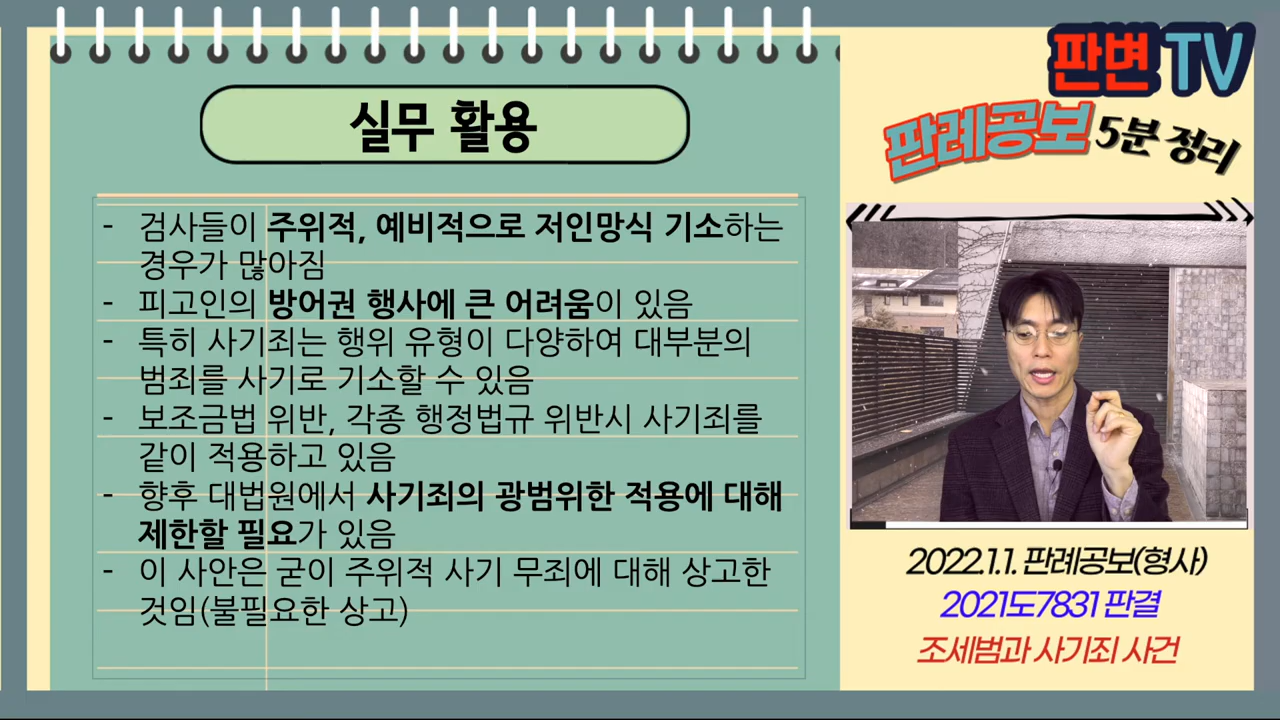 실무 활용
- 검사들이 주위적, 예비적으로 저인망식 기소하는
경우가 많아짐
- 피고인의 방어권 행사에 큰 어려움이 있음
- 특히 사기죄는 행위 유형이 다양하여 대부분의
범죄를 사기로 기소할 수 있음
- 보조금법 위반, 각종 행정법규 위반시 사기죄를
같이 적용하고 있음
- 향후 대법원에서 사기죄의 광범위한 적용에 대해
제한할 필요가 있음
- 이 사안은 굳이 주위적 사기 무죄에 대해 상고한
것임(불필요한 상고)
판변 TV
판례공보 5분 정리
2022.1.1. 판례공보(형사)
2021도7831 판결
조세범과 사기죄 사건